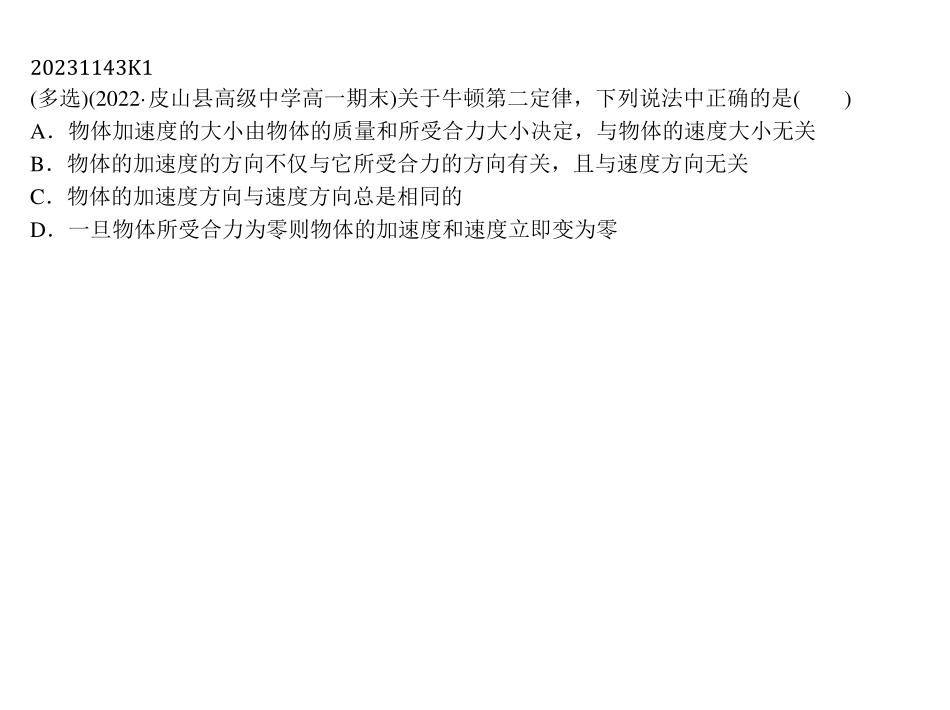 20231143K1
(多选)(2022·皮山县高级中学高一期末)关于牛顿第二定律，下列说法中正确的是(　　)
A．物体加速度的大小由物体的质量和所受合力大小决定，与物体的速度大小无关
B．物体的加速度的方向不仅与它所受合力的方向有关，且与速度方向无关
C．物体的加速度方向与速度方向总是相同的
D．一旦物体所受合力为零则物体的加速度和速度立即变为零